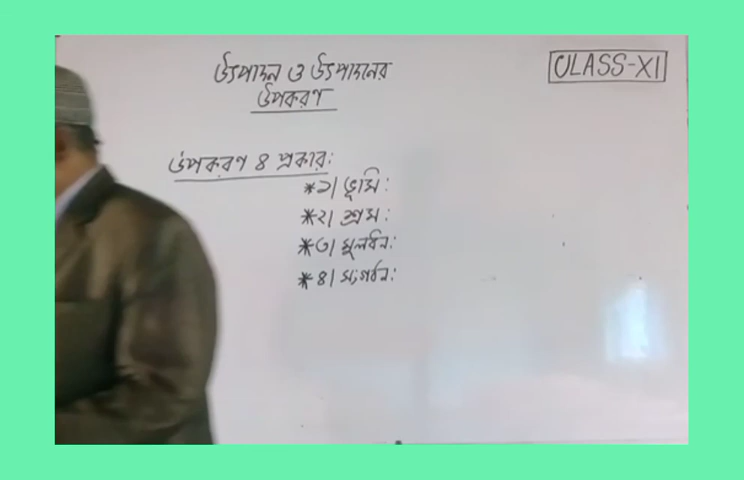 উৎপাদন ও উৎপাদনের
উপকরণ
CLASS-XI
উপকরণ ৪ প্রকার:
*১| ভূমি:
*২| শ্রম:
*৩| মূলধন:
*৪| সংগঠন: